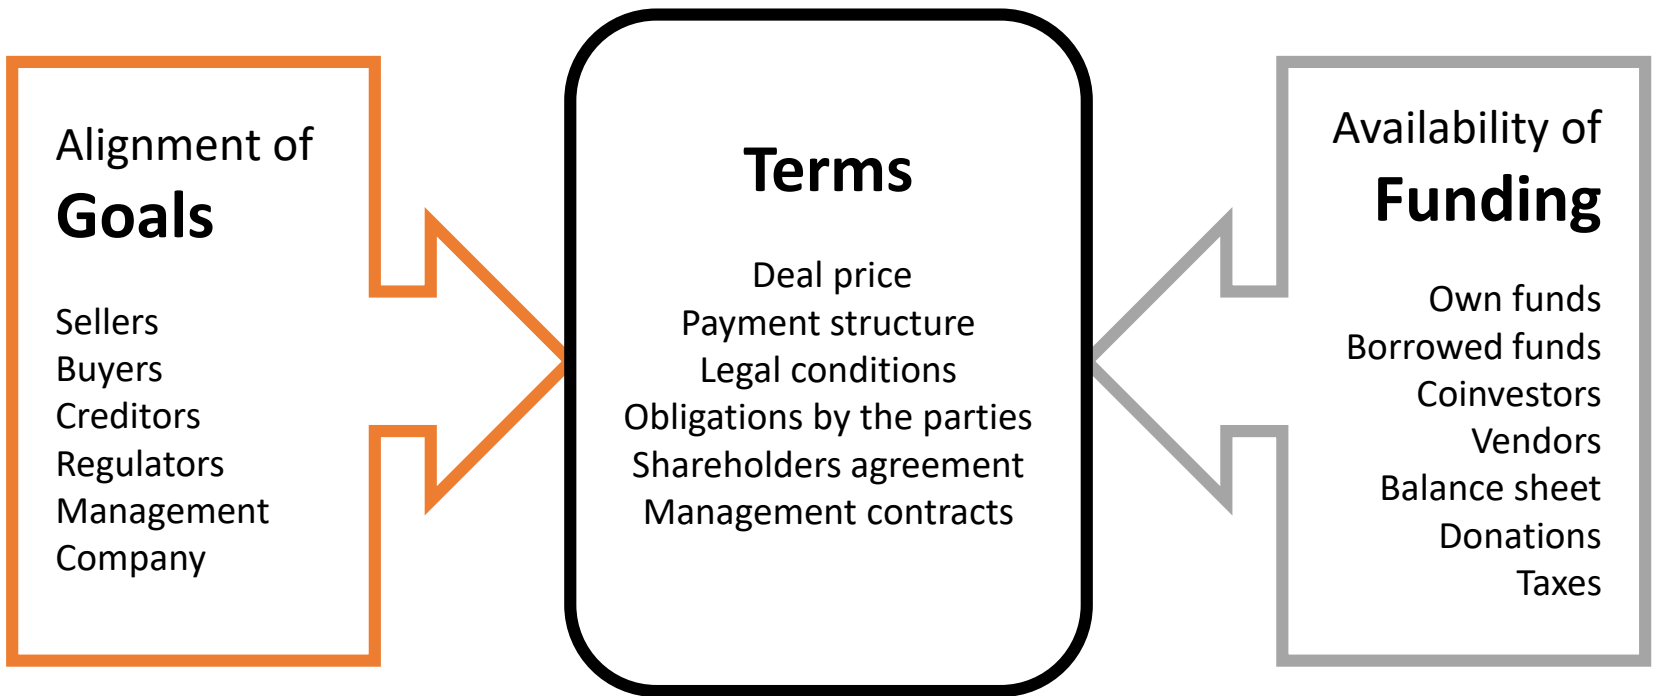 Alignment of
Goals
Sellers
Buyers
Creditors
Regulators
Management
Company
Terms
Deal price
Payment structure
Legal conditions
Obligations by the parties
Shareholders agreement
Management contracts
Availability of
Funding
Own funds
Borrowed funds
Coinvestors
Vendors
Balance sheet
Donations
Taxes